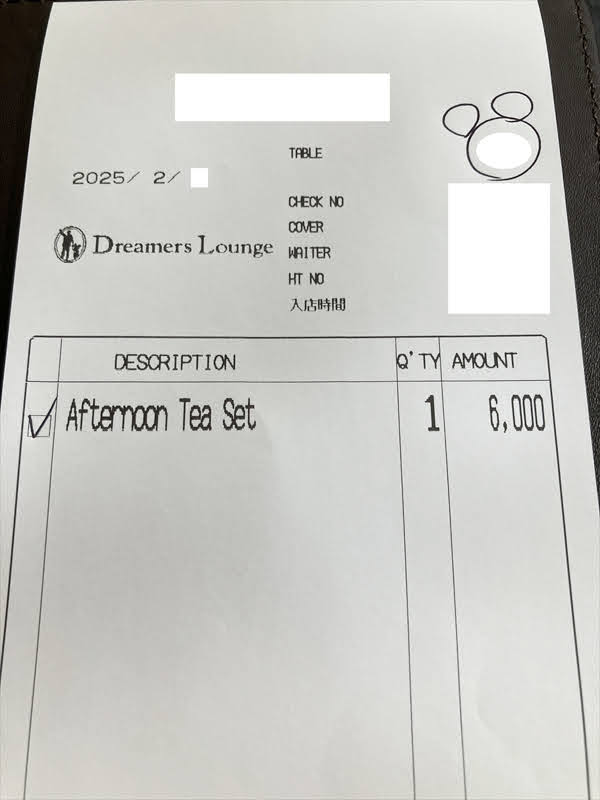 TABLE
2025/ 2/
CHECK NO
COVER
Dreamers Lounge
WAITER
HT NO
入店時間
DESCRIPTION Q'TY AMOUNT
Afternoon Tea Set 1 6,000